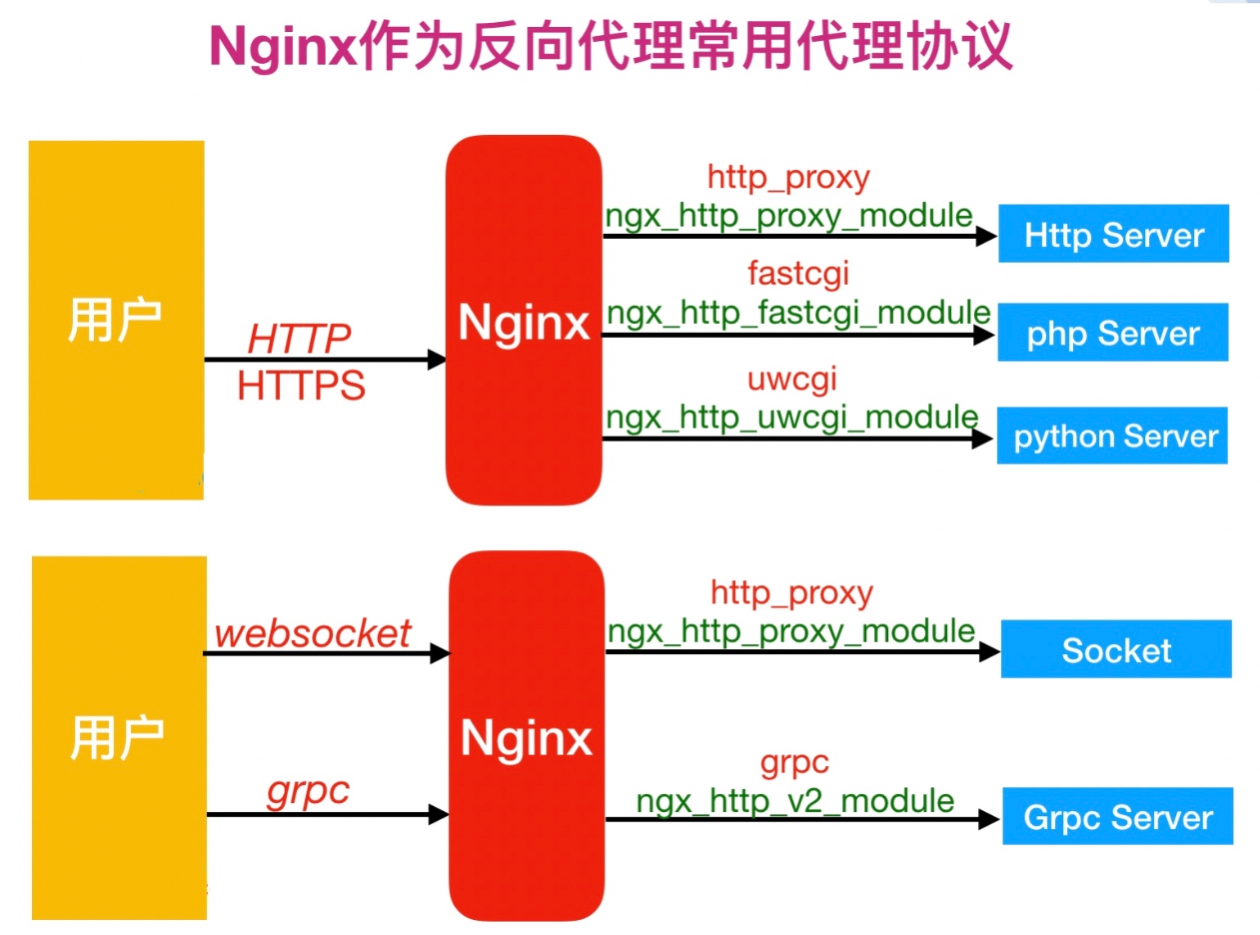 Nginx作为反向代理常用代理协议
用户
HTTP
HTTPS
Nginx
http_proxy
ngx_http_proxy_module
Http Server
fastcgi
ngx_http_fastcgi_module
php Server
uwcgi
ngx_http_uwcgi_module
python Server
用户
websocket
grpc
Nginx
http_proxy
ngx_http_proxy_module
Socket
grpc
ngx_http_v2_module
Grpc Server